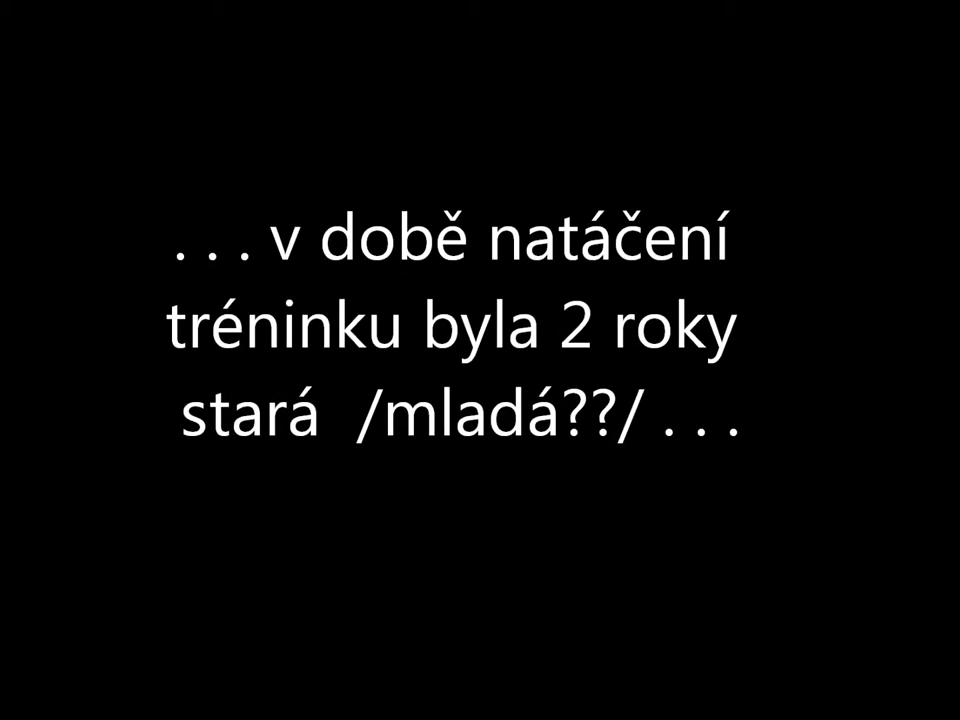 . . . v době natáčení
tréninku byla 2 roky
stará  /mladá??/ . . .